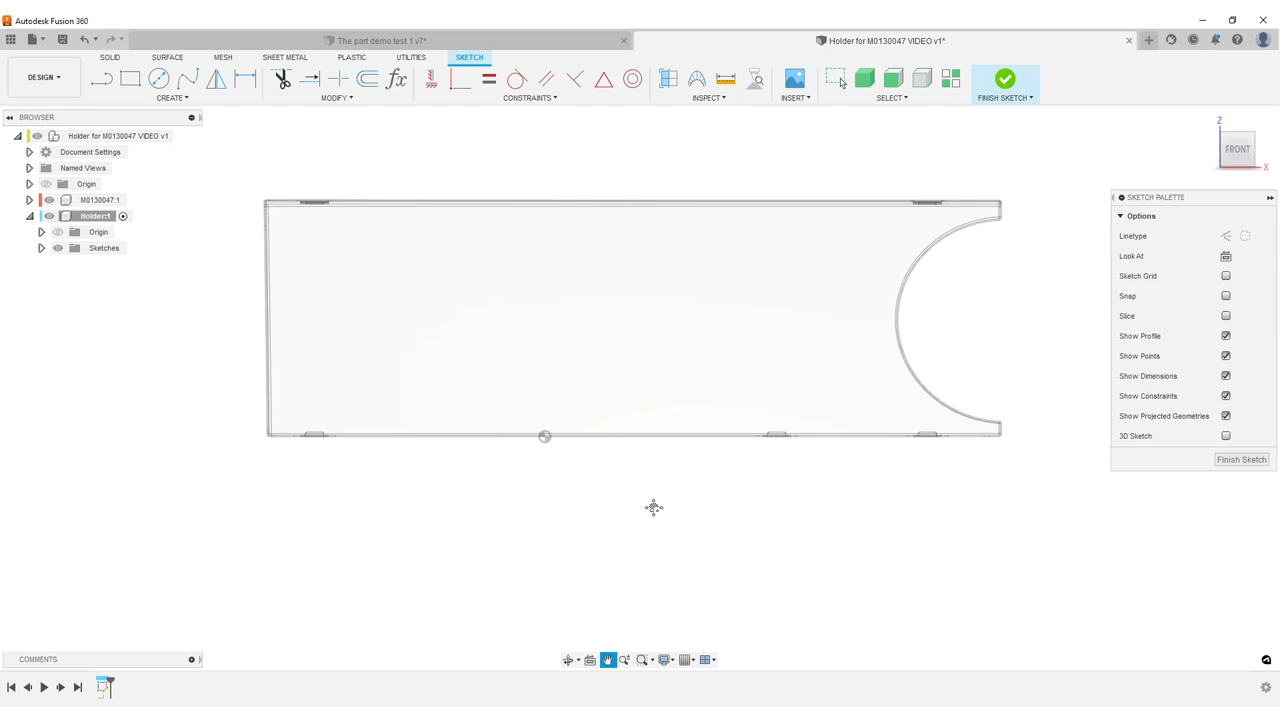 Autodesk Fusion 360
The part demo test 1 v7*
Holder for M0130047 VIDEO v1*
DESIGN
SOLID
SURFACE
MESH
SHEET METAL
PLASTIC
UTILITIES
SKETCH
fx
CREATE
MODIFY
CONSTRAINTS
INSPECT
INSERT
SELECT
FINISH SKETCH
BROWSER
Holder for M0130047 VIDEO v1
Document Settings
Named Views
Origin
M0130047:1
Holder:1
Origin
Sketches
Z
FRONT
X
SKETCH PALETTE
Options
Linetype
Look At
Sketch Grid
Snap
Slice
Show Profile
Show Points
Show Dimensions
Show Constraints
Show Projected Geometries
3D Sketch
Finish Sketch
COMMENTS